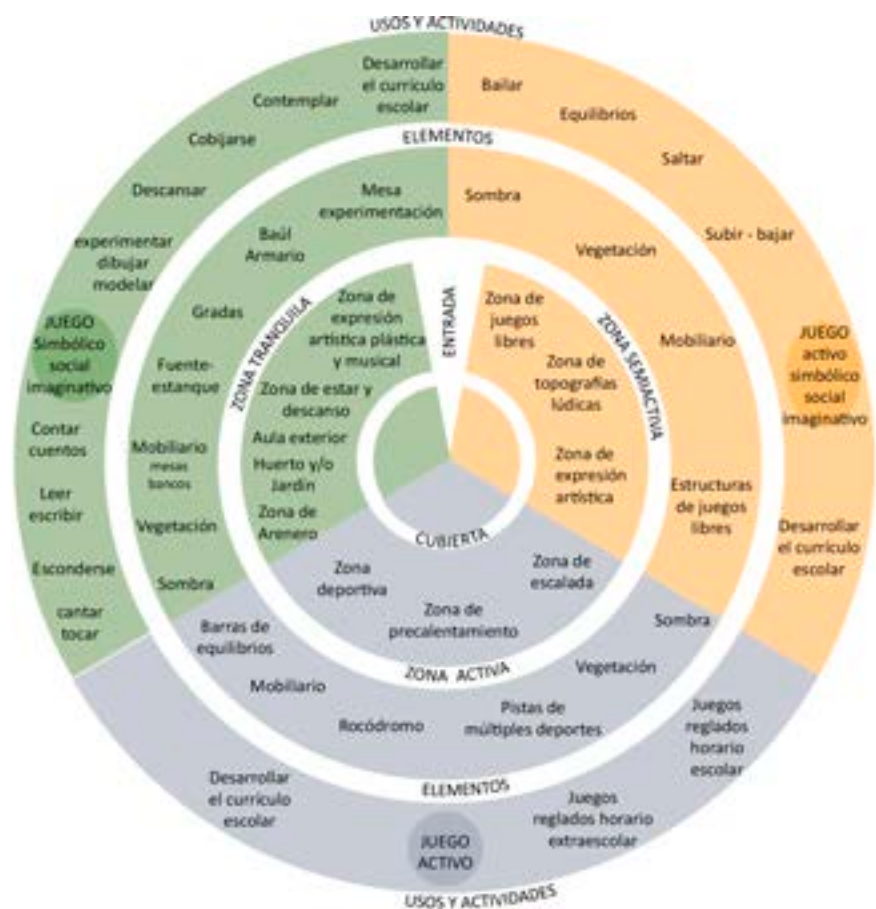 USOS Y ACTIVIDADES
Desarrollar
el currículo
escolar
Contemplar
Cobijarse
Descansar
experimentar
dibujar
modelar
JUEGO
Simbólico
social
imaginativo
Contar
cuentos
Leer
escribir
Esconderse
cantar
tocar
Bailar
Equilibrios
Saltar
Subir - bajar
JUEGO
activo
simbólico
social
imaginativo
Desarrollar
el currículo
escolar
ELEMENTOS
Mesa
experimentación
Baúl
Armario
Gradas
Fuente-
estanque
Mobiliario
mesas
bancos
Vegetación
Sombra
Sombra
Vegetación
Mobiliario
Estructuras
de juegos
libres
ZONA TRANQUILA
Zona de
expresión
artística plástica
y musical
Zona de estar y
descanso
Aula exterior
Huerto y/o
Jardín
Zona de
Arenero
ENTRADA
ZONA SEMIACTIVA
Zona de
juegos
libres
Zona de
topografías
lúdicas
Zona de
expresión
artística
CUBIERTA
Zona
deportiva
Zona de
precalentamiento
Zona de
escalada
ZONA ACTIVA
Barras de
equilibrios
Mobiliario
Rocódromo
Pistas de
múltiples deportes
Vegetación
Sombra
ELEMENTOS
Desarrollar
el currículo
escolar
JUEGO
ACTIVO
Juegos
reglados horario
extraescolar
Juegos
reglados
horario
escolar
USOS Y ACTIVIDADES